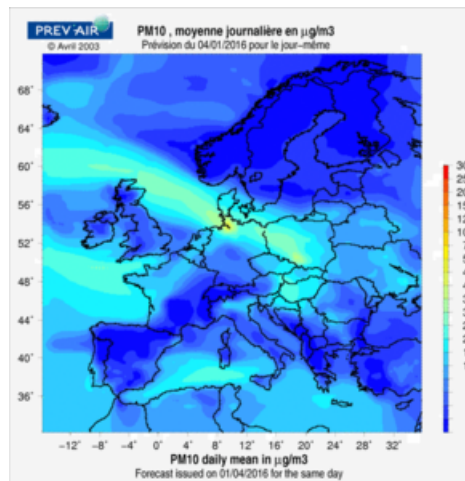 PREV'AIR
© Avril 2003
PM10 , moyenne journalière en µg/m3
Prévision du 04/01/2016 pour le jour-même
68°
64°
60°
56°
52°
48°
44°
40°
36°
-12° -8° -4° 0° 4° 8° 12° 16° 20° 24° 28° 32°
PM10 daily mean in µg/m3
Forecast issued on 01/04/2016 for the same day